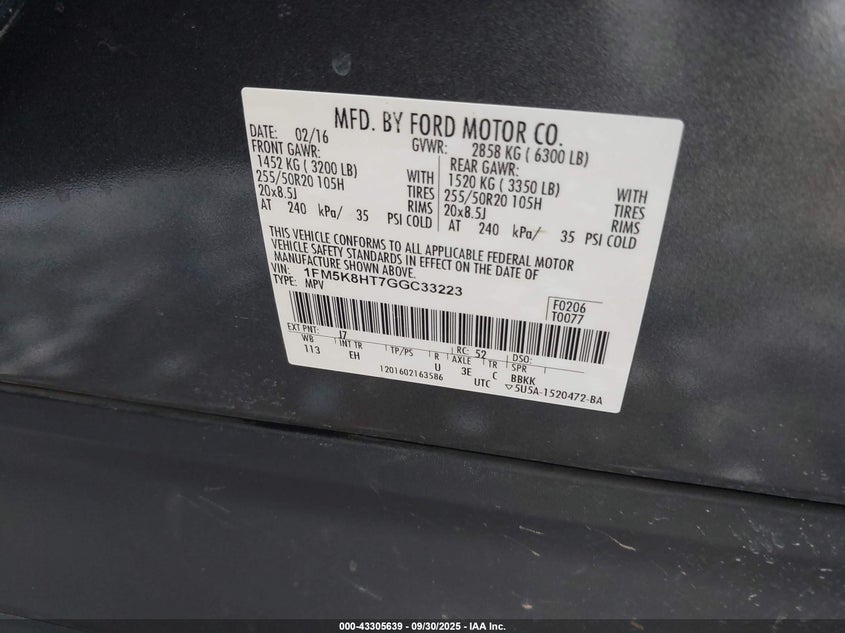 MFD. BY FORD MOTOR CO.
DATE: 02/16 GVWR: 2858 KG ( 6300 LB)
FRONT GAWR: REAR GAWR:
1452 KG ( 3200 LB) WITH 1520 KG ( 3350 LB) WITH
255/50R20 105H TIRES 255/50R20 105H TIRES
20x8.5J RIMS 20x8.5J RIMS
AT 240 kPa/ 35 PSI COLD AT 240 kPa/ 35 PSI COLD
THIS VEHICLE CONFORMS TO ALL APPLICABLE FEDERAL MOTOR
VEHICLE SAFETY STANDARDS IN EFFECT ON THE DATE OF
MANUFACTURE SHOWN ABOVE.
VIN: 1FM5K8HT7GGC33223
TYPE: MPV
F0206
T0077
EXT PNT: J7 RC: 52 DSO:
WB INT TR TP/PS R AXLE TR SPR
113 EH U 3E C BBKK
1201602163586 UTC ▽5U5A-1520472-BA
000-43305639 - 09/30/2025 - IAA Inc.